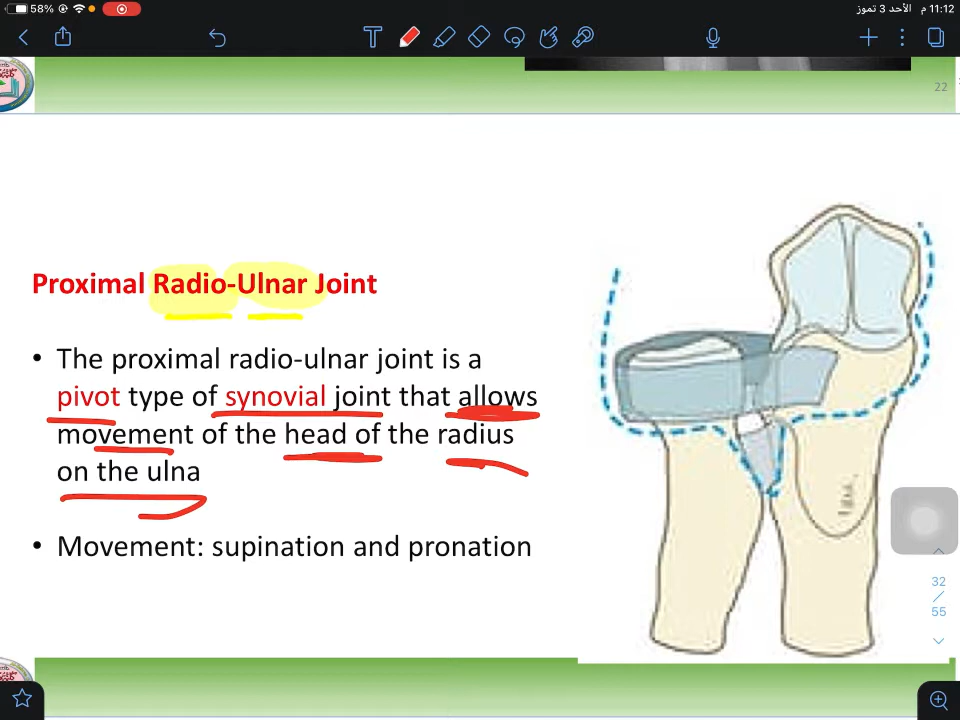 58%
11:12 م الأحد 3 تموز
22
Proximal Radio-Ulnar Joint
• The proximal radio-ulnar joint is a
pivot type of synovial joint that allows
movement of the head of the radius
on the ulna
• Movement: supination and pronation
32
/
55